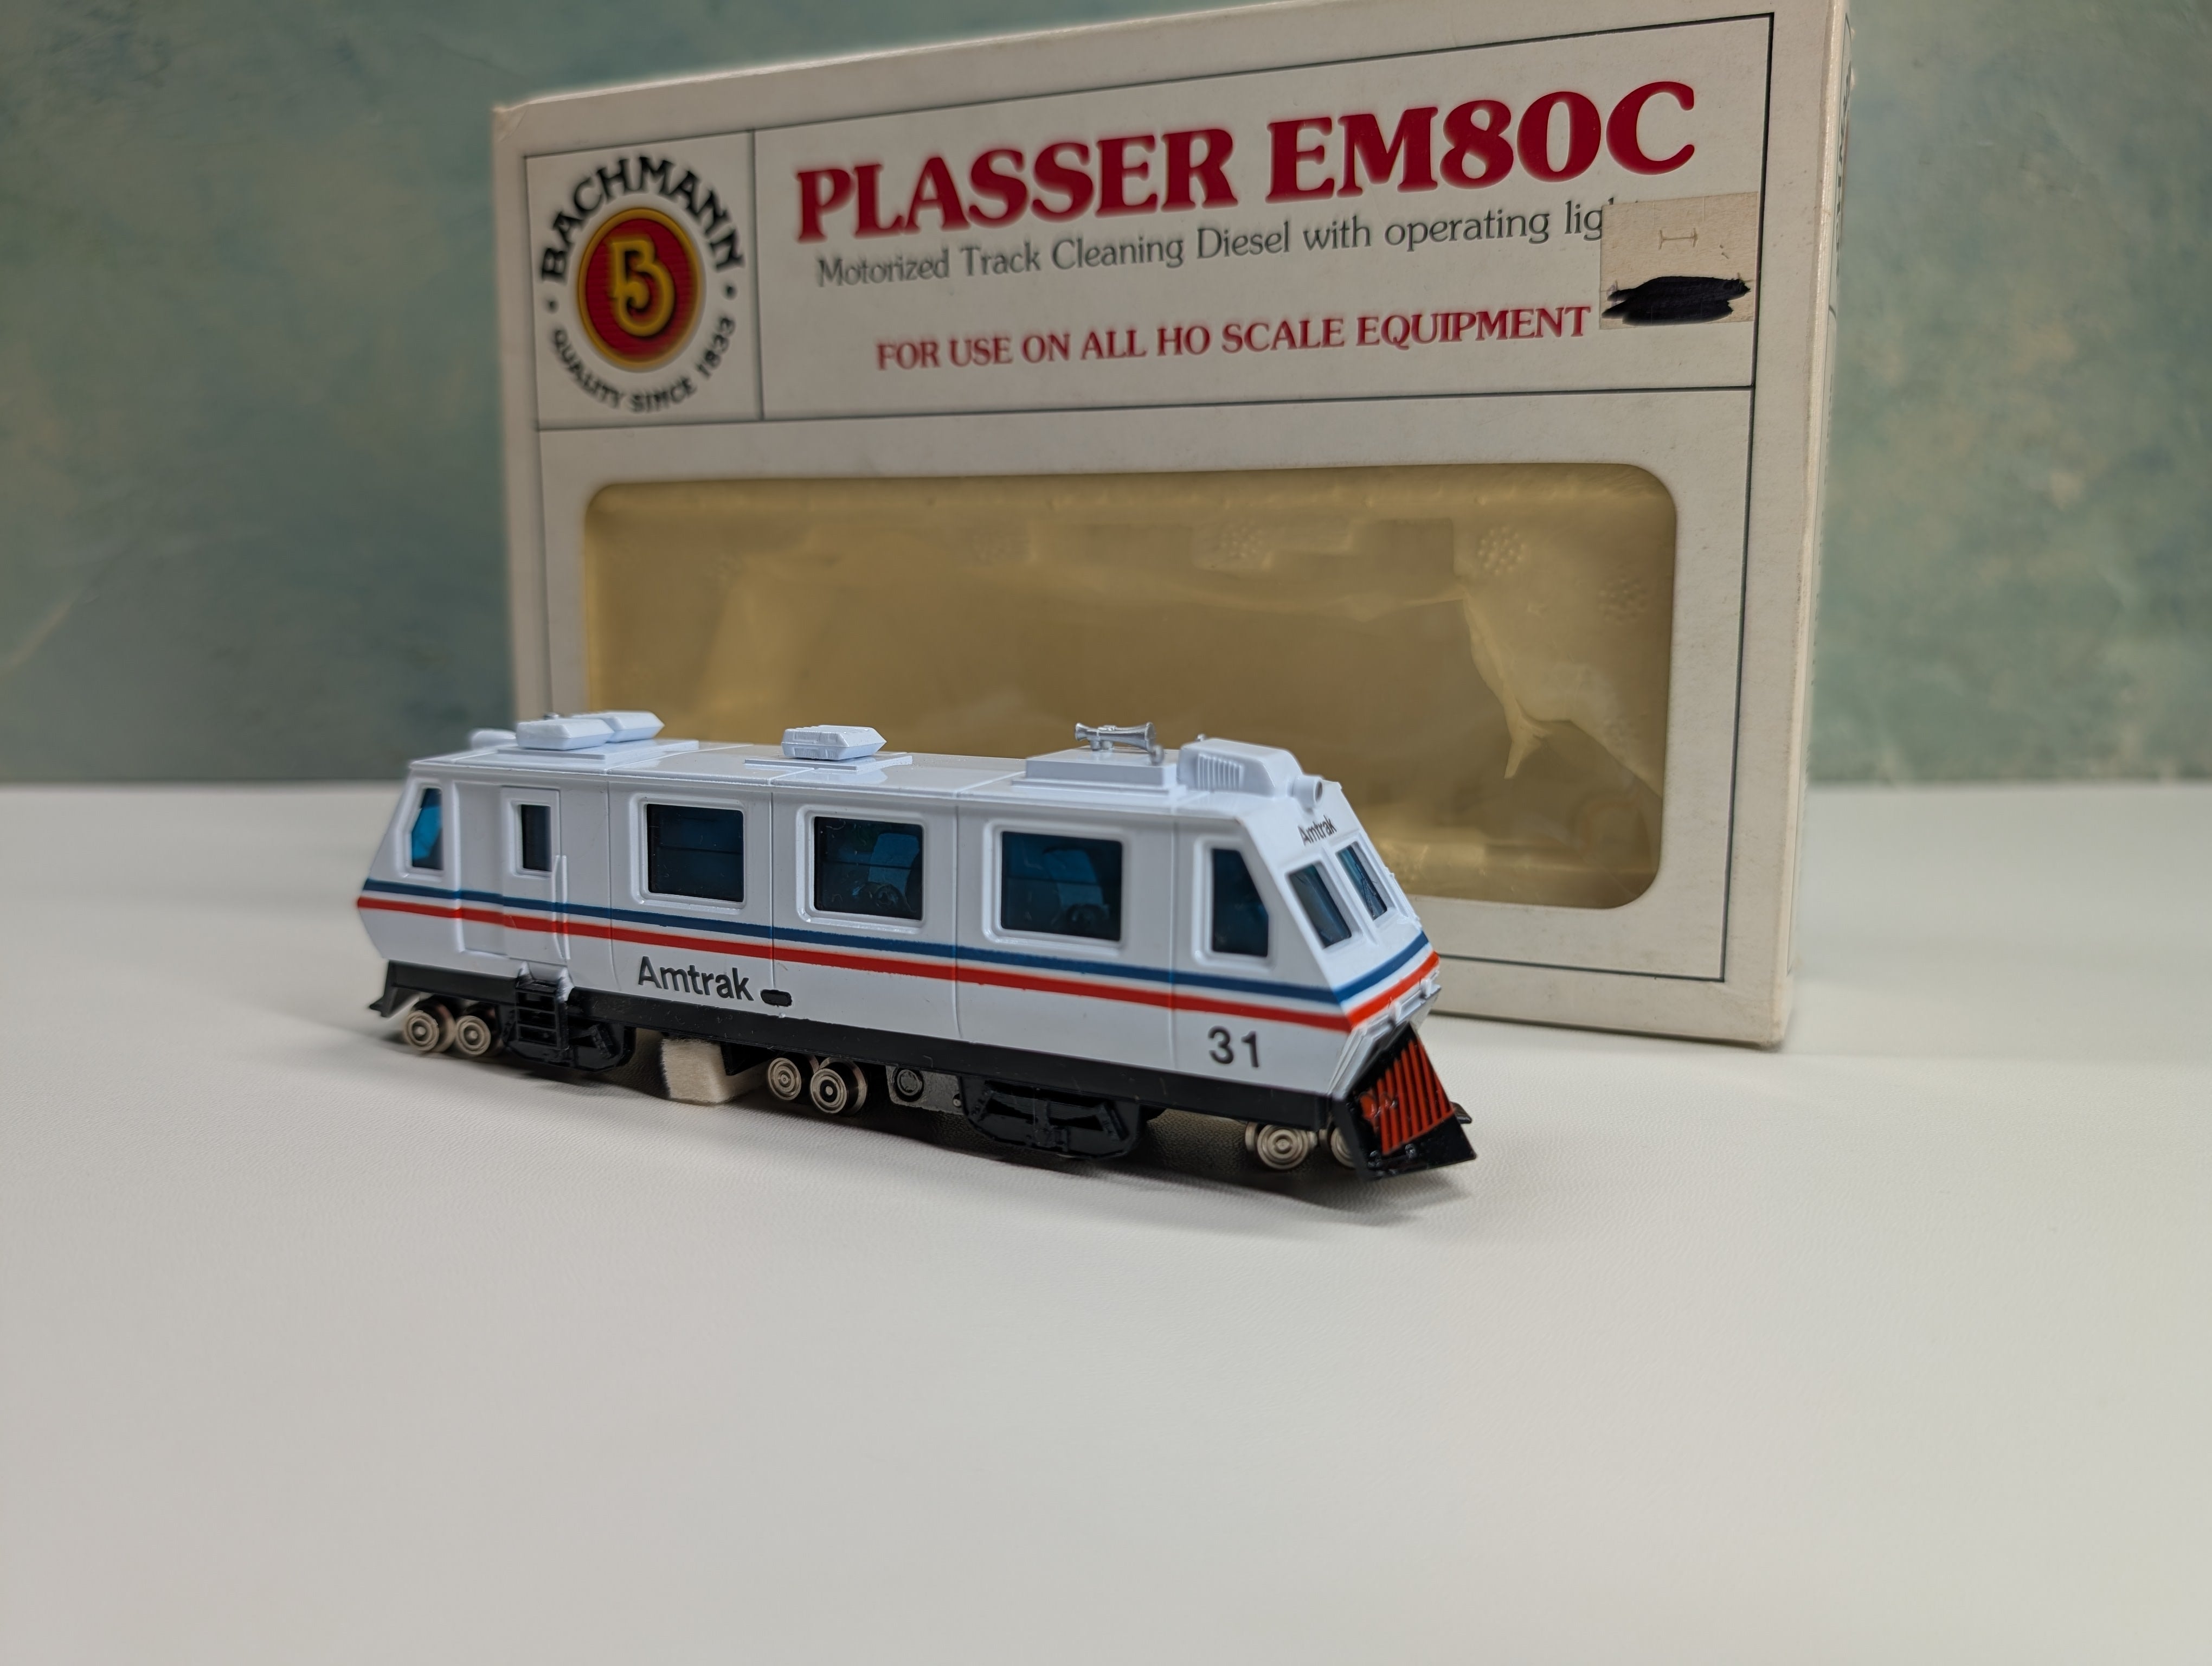 BACHMANN
B
QUALITY SINCE 1833
PLASSER EM80C
Motorized Track Cleaning Diesel with operating
FOR USE ON ALL HO SCALE EQUIPMENT
Amtrak
Amtrak
31